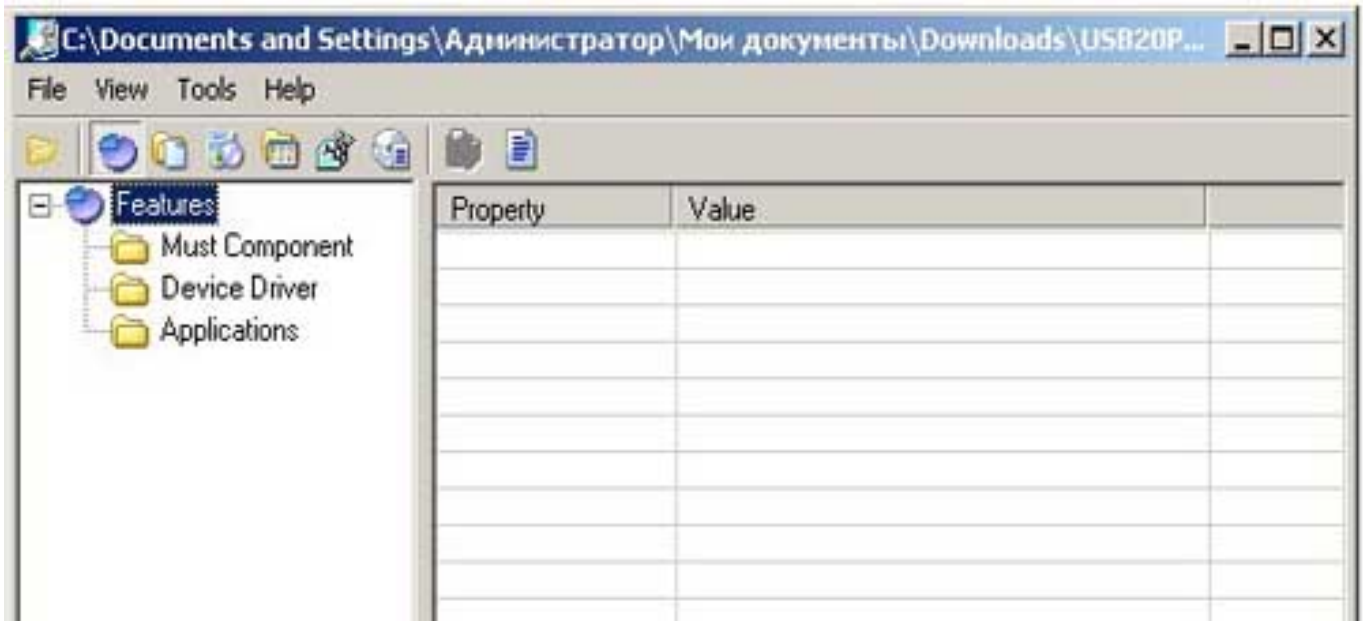 C:\Documents and Settings\Администратор\Мои документы\Downloads\USB20P...
File View Tools Help
Features
Property Value
Must Component
Device Driver
Applications